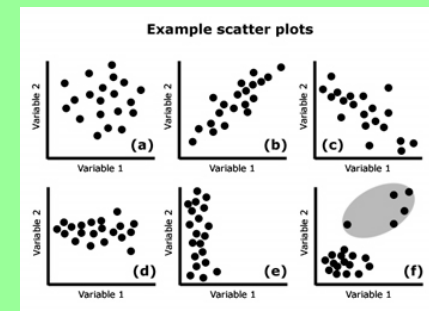 Example scatter plots
Variable 2
(a)
Variable 1
Variable 2
(b)
Variable 1
Variable 2
(c)
Variable 1
Variable 2
(d)
Variable 1
Variable 2
(e)
Variable 1
Variable 2
(f)
Variable 1